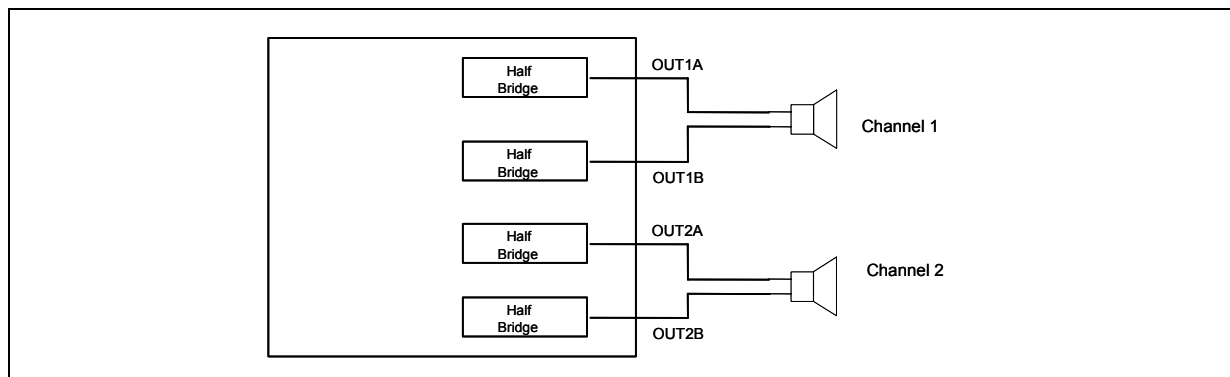 Half
Bridge
OUT1A
Channel 1
Half
Bridge
OUT1B
Half
Bridge
OUT2A
Channel 2
Half
Bridge
OUT2B